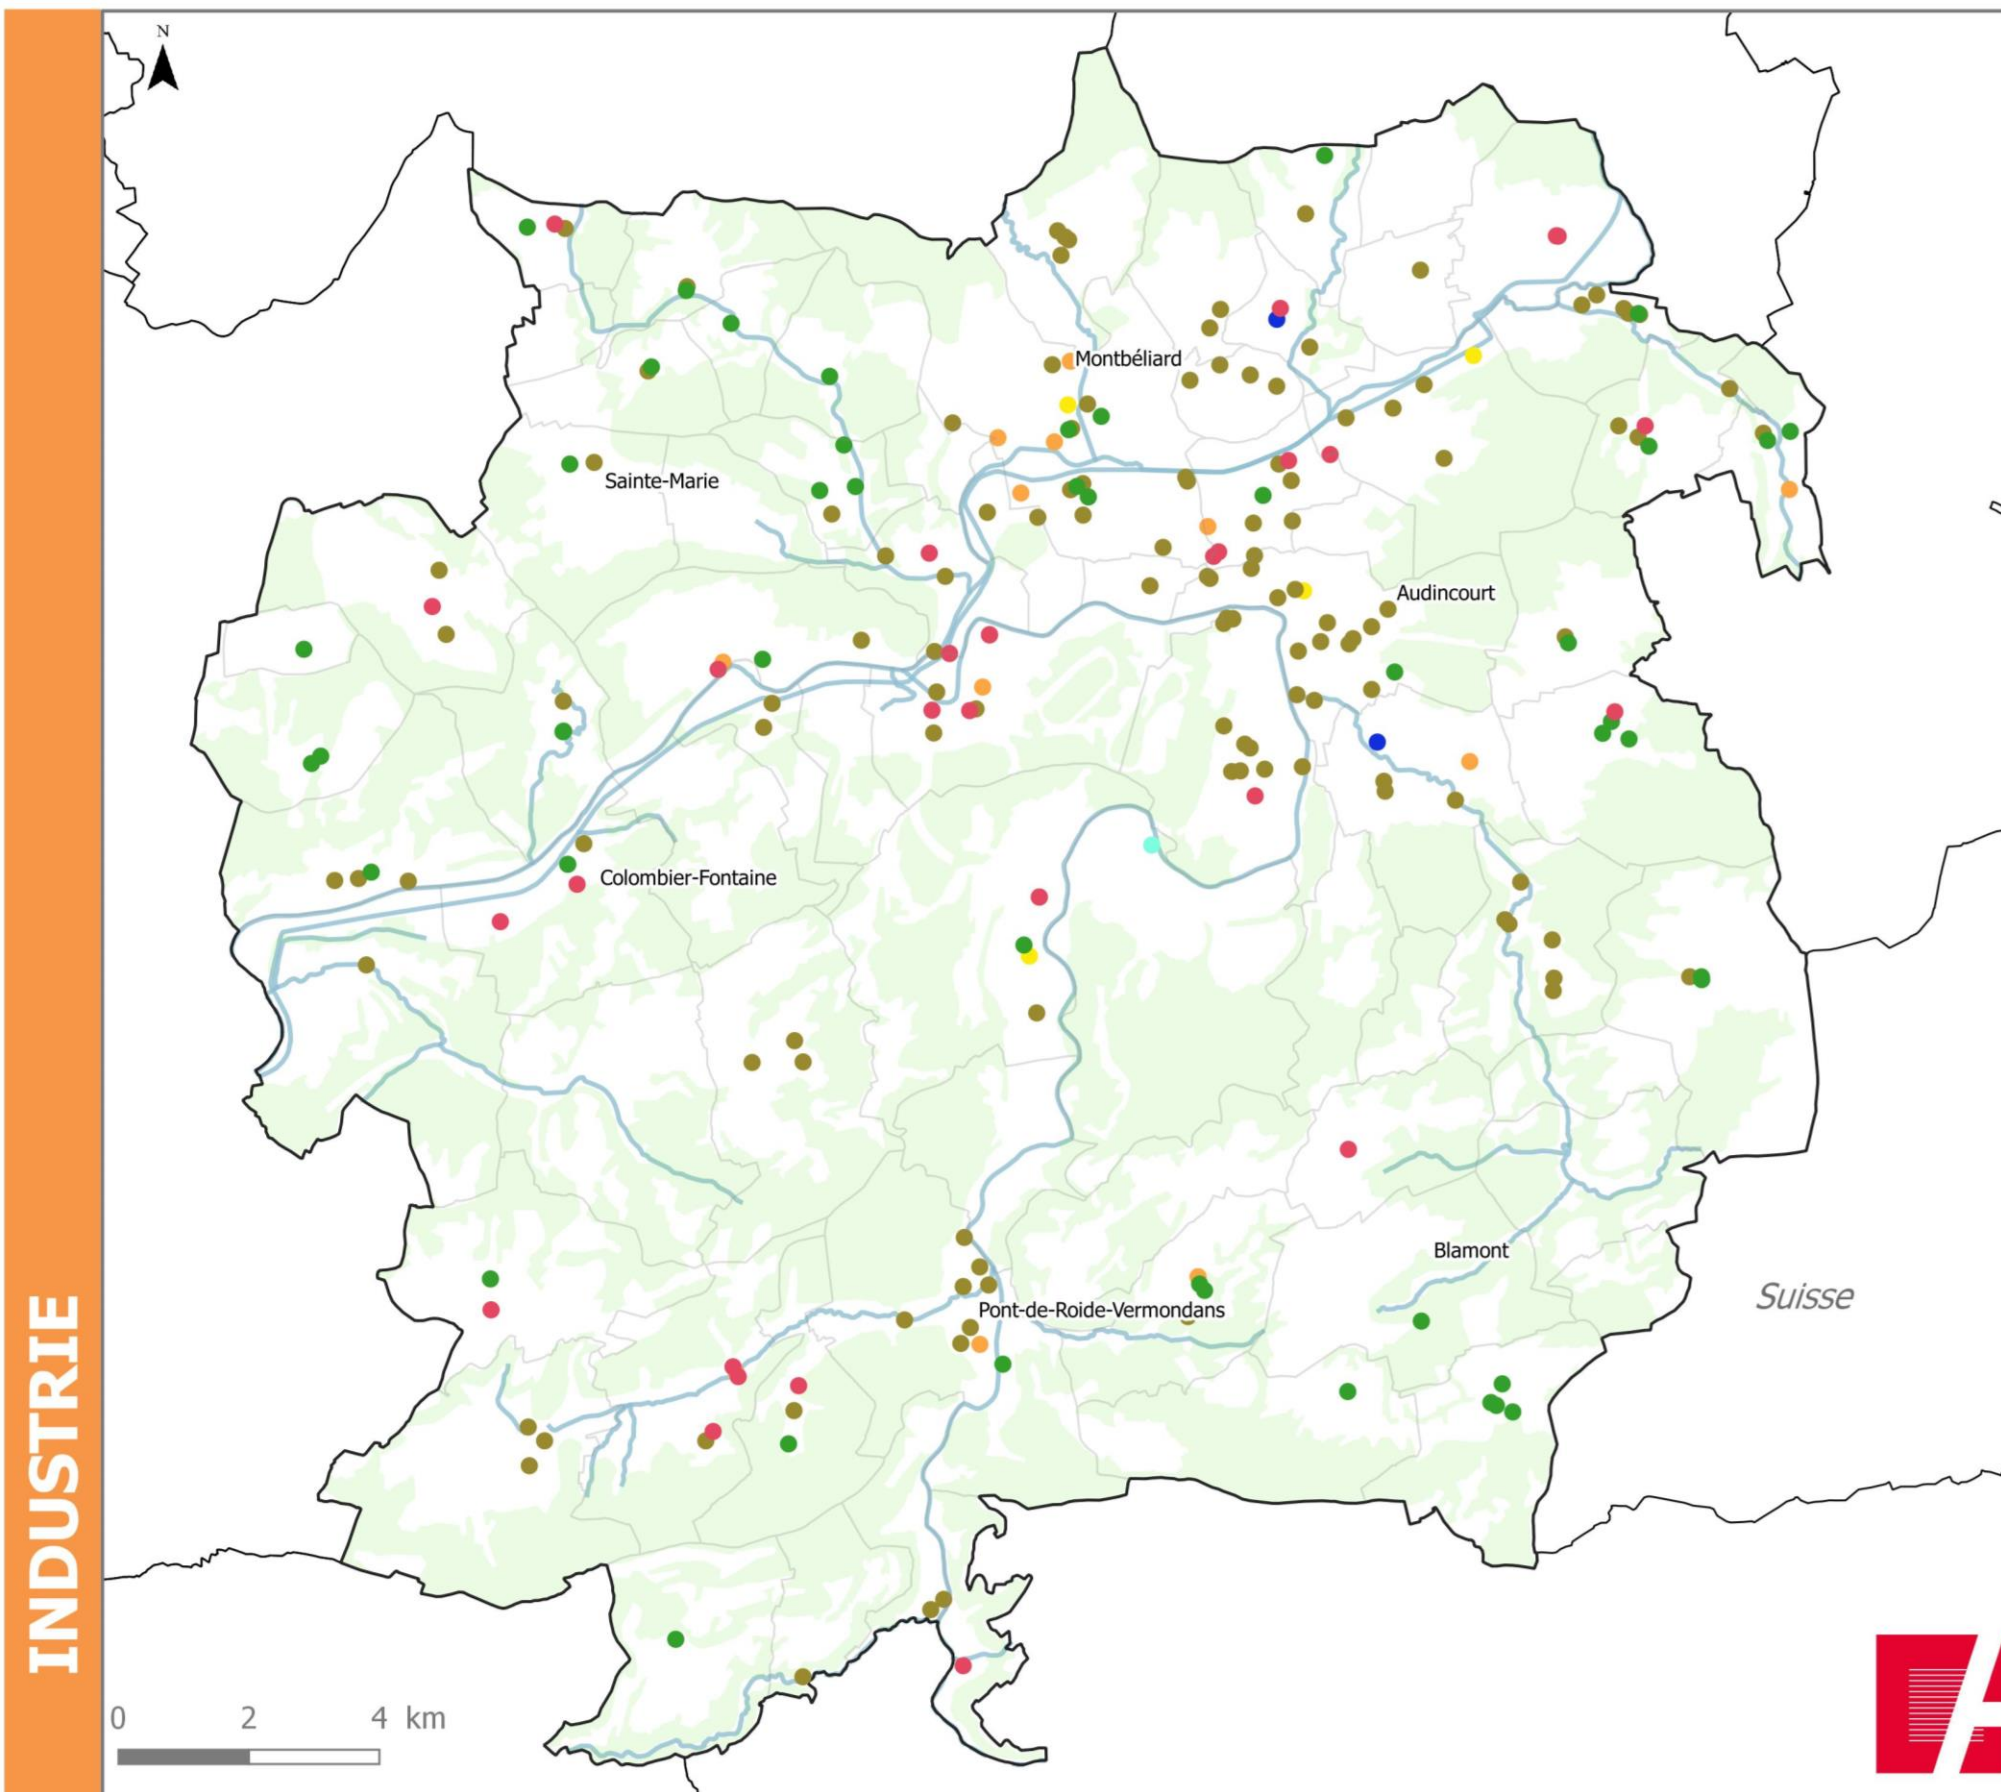 N
Montbéliard
Sainte-Marie
Audincourt
Colombier-Fontaine
Blamont
Suisse
Pont-de-Roide-Vermondans
INDUSTRIE
0 2 4 km